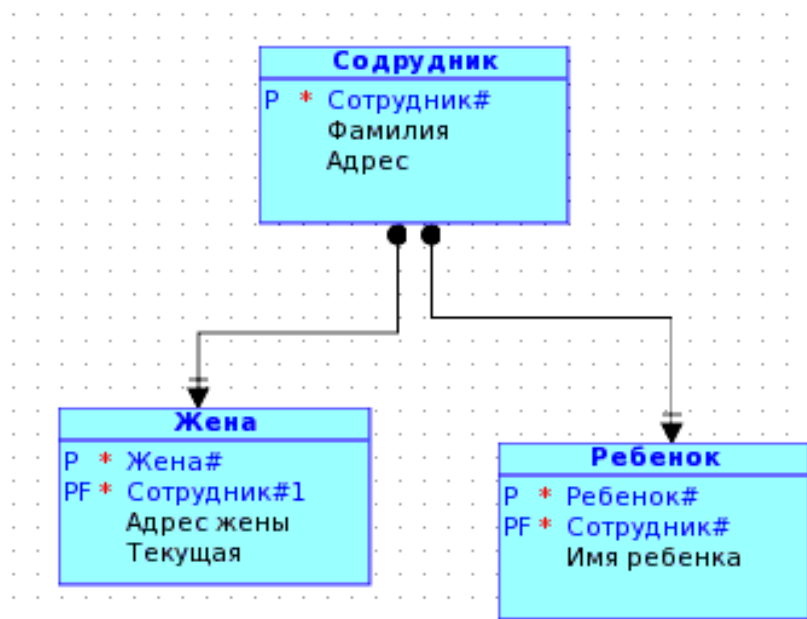 Содрудник
P * Сотрудник#
Фамилия
Адрес
Жена
P * Жена#
PF * Сотрудник#1
Адрес жены
Текущая
Ребенок
P * Ребенок#
PF * Сотрудник#
Имя ребенка